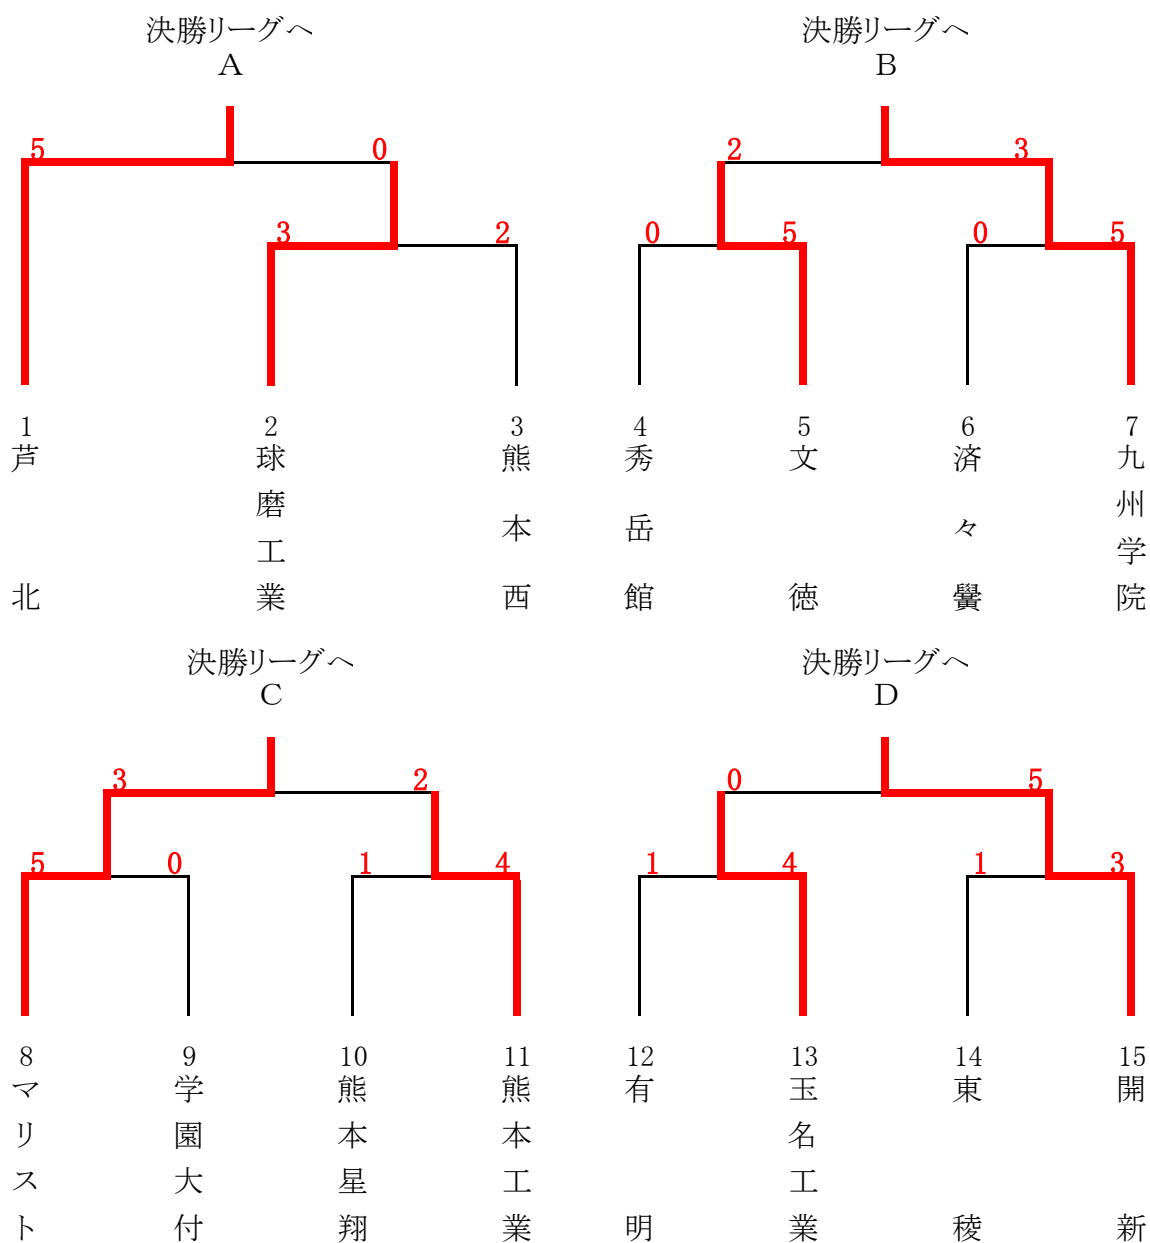 決勝リーグへ
A
5 0
3 2
1 芦北
2 球磨工業
3 熊本西
決勝リーグへ
B
2 3
0 5 0 5
4 秀岳館
5 文徳
6 済々黌
7 九州学院
決勝リーグへ
C
3 2
5 0 1 4
8 マリスト
9 学園大付
10 熊本星翔
11 熊本工業
決勝リーグへ
D
0 5
1 4 1 3
12 有明
13 玉名工業
14 東稜
15 開新